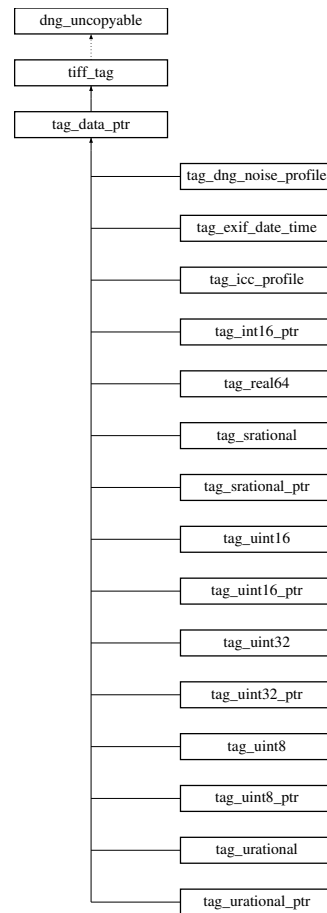 dng_uncopyable
tiff_tag
tag_data_ptr
tag_dng_noise_profile
tag_exif_date_time
tag_icc_profile
tag_int16_ptr
tag_real64
tag_srational
tag_srational_ptr
tag_uint16
tag_uint16_ptr
tag_uint32
tag_uint32_ptr
tag_uint8
tag_uint8_ptr
tag_urational
tag_urational_ptr